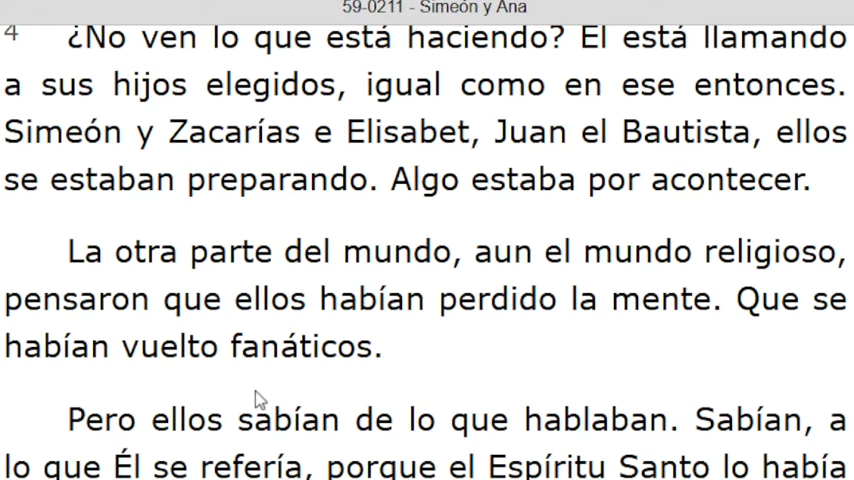 59-0211 - Simeón y Ana
4 ¿No ven lo que está haciendo? Él está llamando
a sus hijos elegidos, igual como en ese entonces.
Simeón y Zacarías e Elisabet, Juan el Bautista, ellos
se estaban preparando. Algo estaba por acontecer.
La otra parte del mundo, aun el mundo religioso,
pensaron que ellos habían perdido la mente. Que se
habían vuelto fanáticos.
Pero ellos sabían de lo que hablaban. Sabían, a
lo que Él se refería, porque el Espíritu Santo lo había